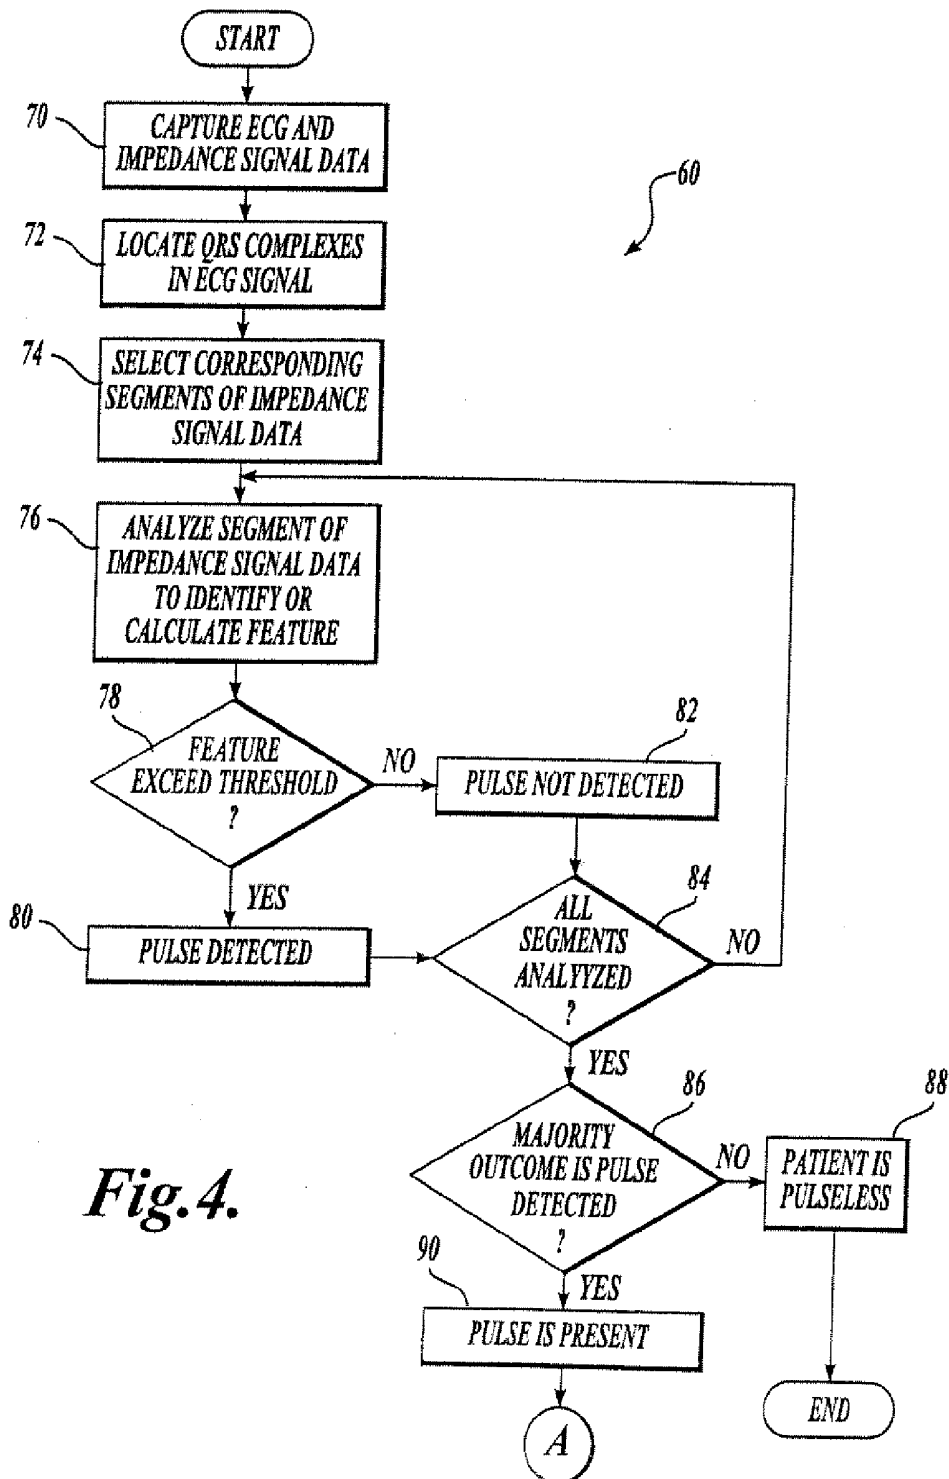 START
70
CAPTURE ECG AND
IMPEDANCE SIGNAL DATA
60
72
LOCATE QRS COMPLEXES
IN ECG SIGNAL
74
SELECT CORRESPONDING
SEGMENTS OF IMPEDANCE
SIGNAL DATA
76
ANALYZE SEGMENT OF
IMPEDANCE SIGNAL DATA
TO IDENTIFY OR
CALCULATE FEATURE
78
FEATURE
EXCEED THRESHOLD
?
NO
82
PULSE NOT DETECTED
YES
80
PULSE DETECTED
84
ALL
SEGMENTS
ANALYYZED
?
NO
YES
86
MAJORITY
OUTCOME IS PULSE
DETECTED
?
NO
88
PATIENT IS
PULSELESS
YES
90
PULSE IS PRESENT
A
END
Fig.4.